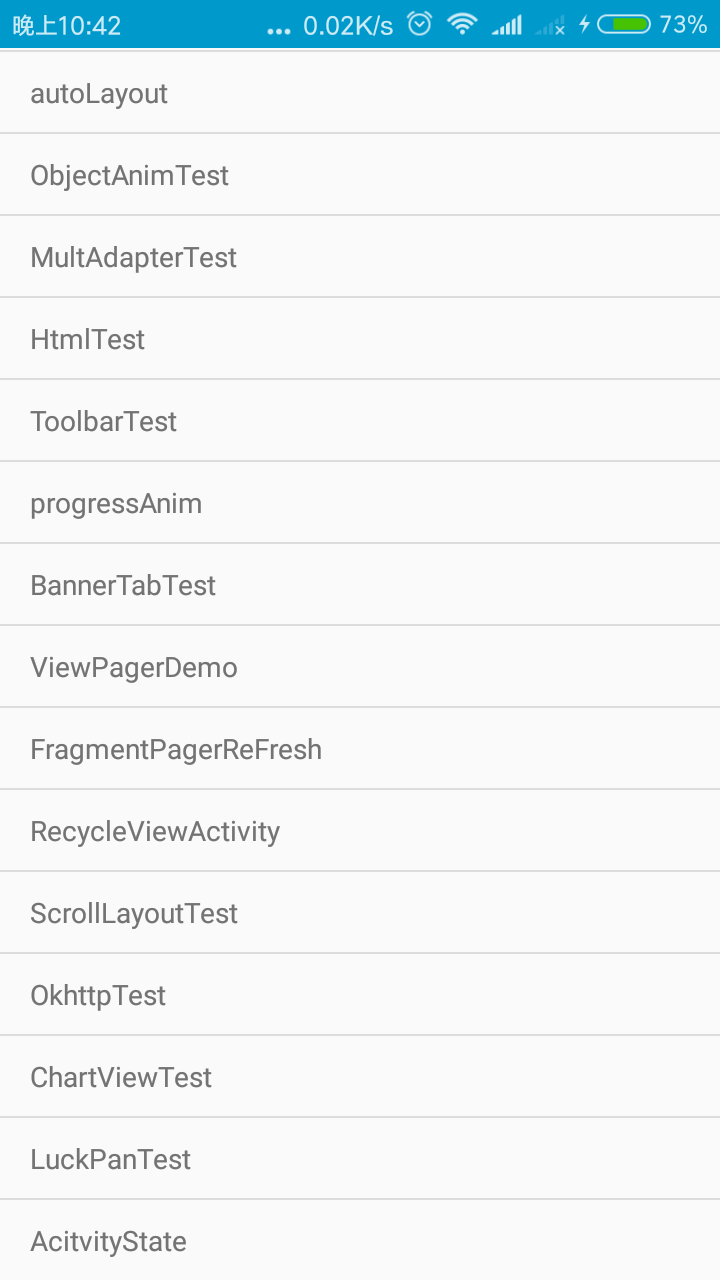 晚上10:42 ... 0.02K/s 73%
autoLayout
ObjectAnimTest
MultAdapterTest
HtmlTest
ToolbarTest
progressAnim
BannerTabTest
ViewPagerDemo
FragmentPagerReFresh
RecycleViewActivity
ScrollLayoutTest
OkhttpTest
ChartViewTest
LuckPanTest
AcitvityState